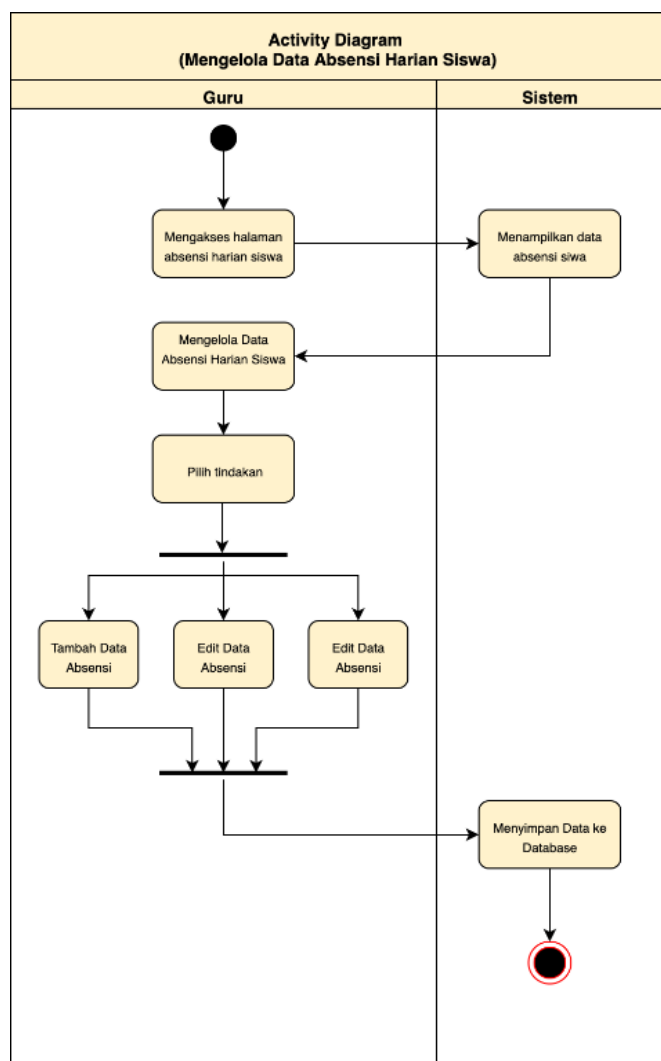 Activity Diagram
(Mengelola Data Absensi Harian Siswa)
Guru
Sistem
Mengakses halaman
absensi harian siswa
Menampilkan data
absensi siwa
Mengelola Data
Absensi Harian Siswa
Pilih tindakan
Tambah Data
Absensi
Edit Data
Absensi
Edit Data
Absensi
Menyimpan Data ke
Database